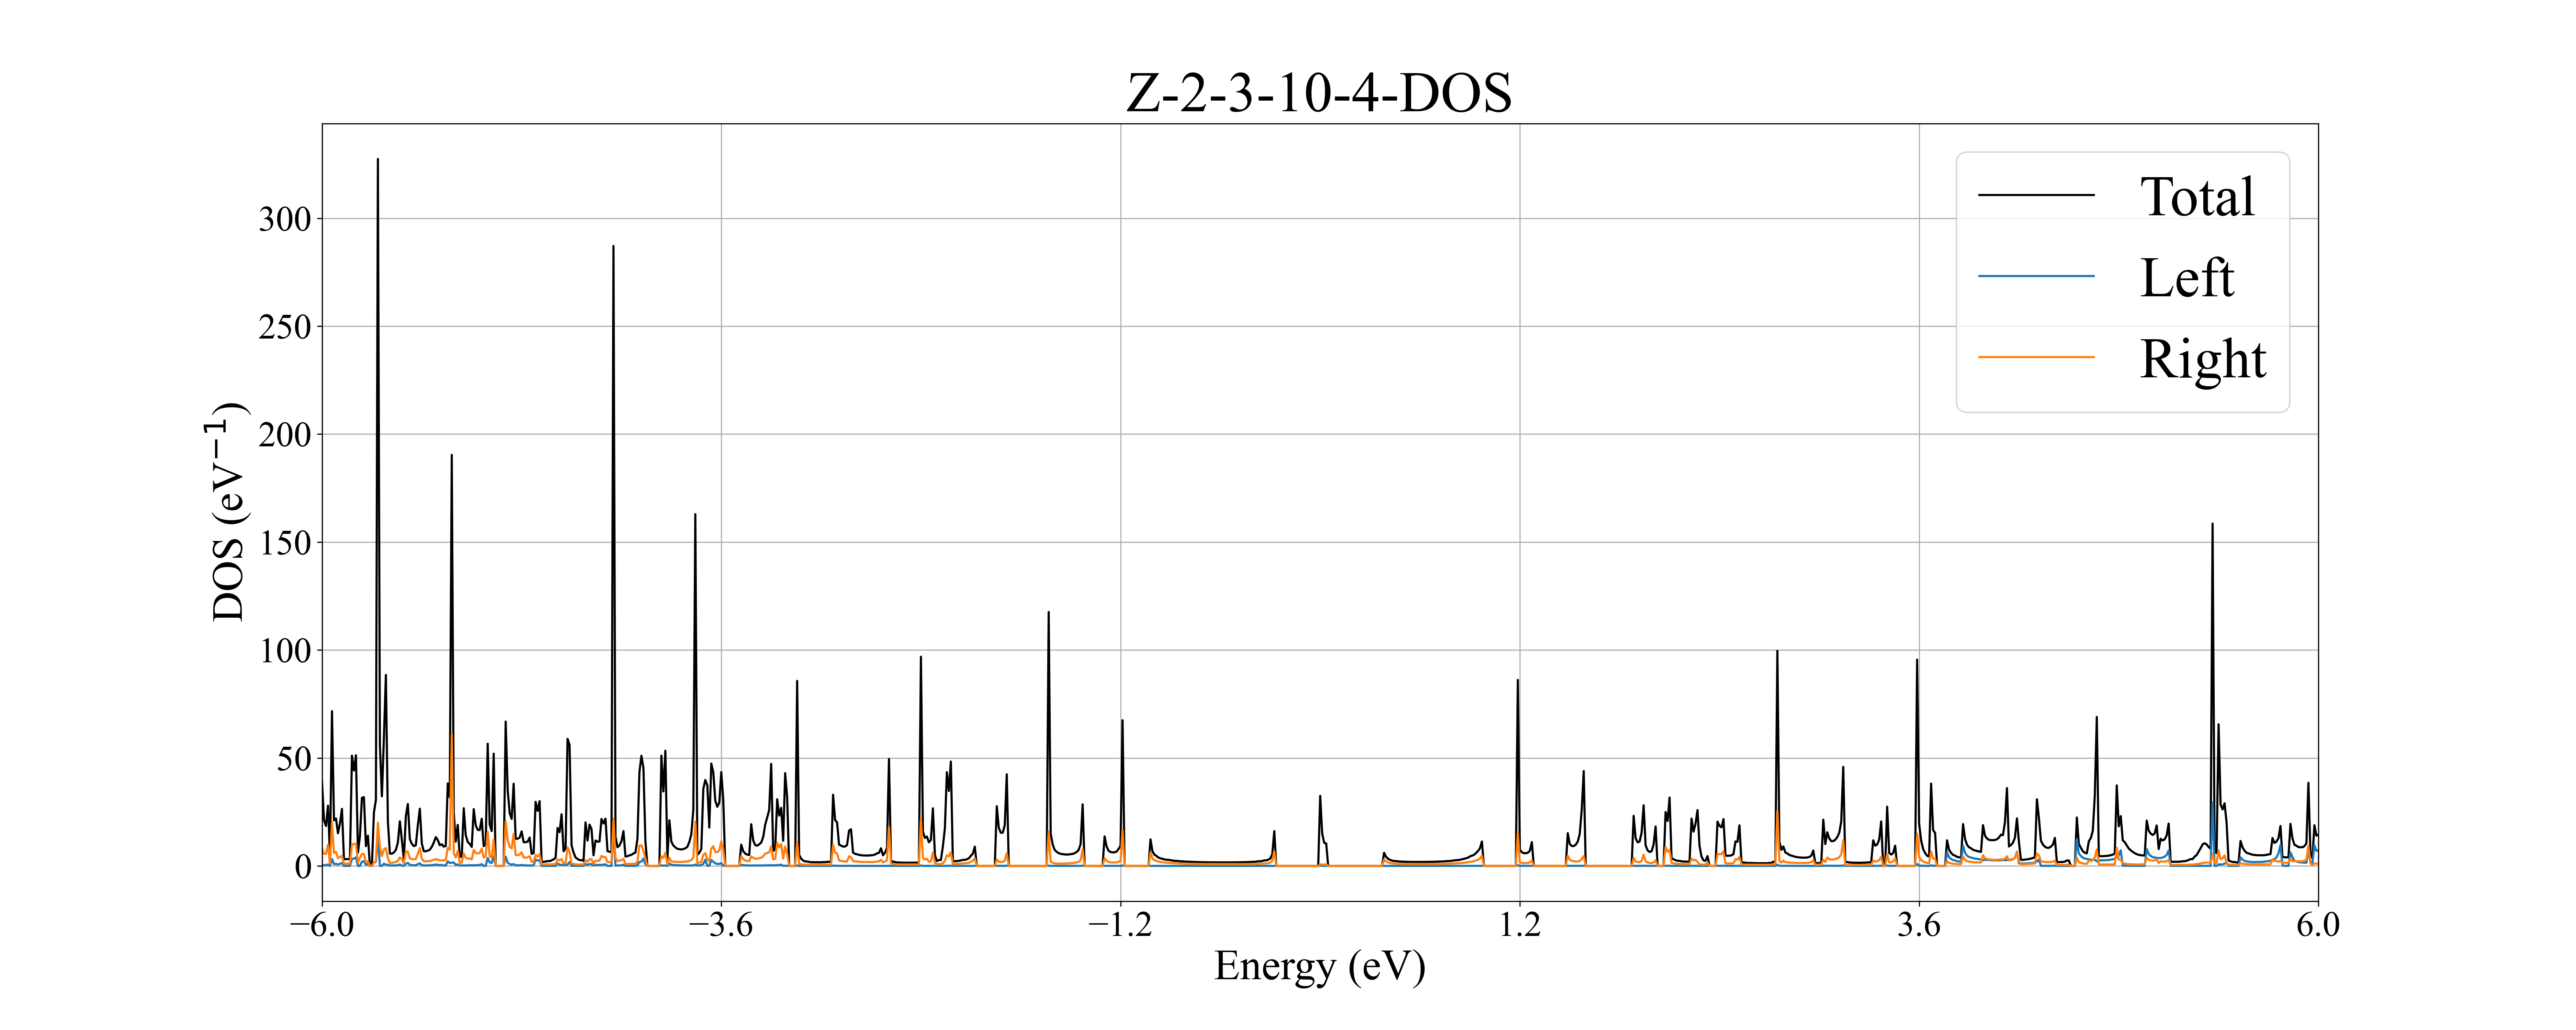 Z-2-3-10-4-DOS
DOS (eV⁻¹)
300
250
200
150
100
50
0
Total
Left
Right
−6.0 −3.6 −1.2 1.2 3.6 6.0
Energy (eV)